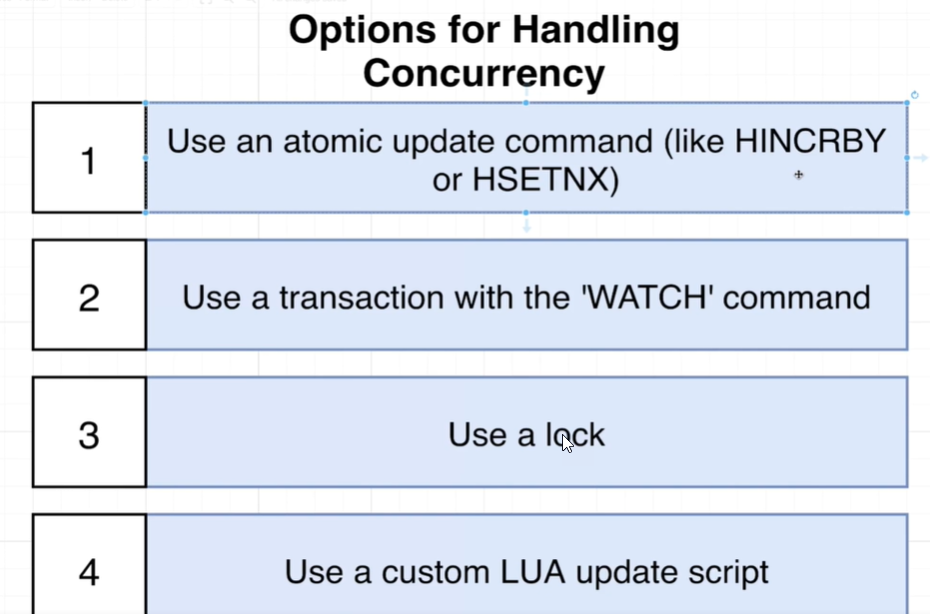 Options for Handling
Concurrency
1
Use an atomic update command (like HINCRBY
or HSETNX)
2
Use a transaction with the 'WATCH' command
3
Use a lock
4
Use a custom LUA update script